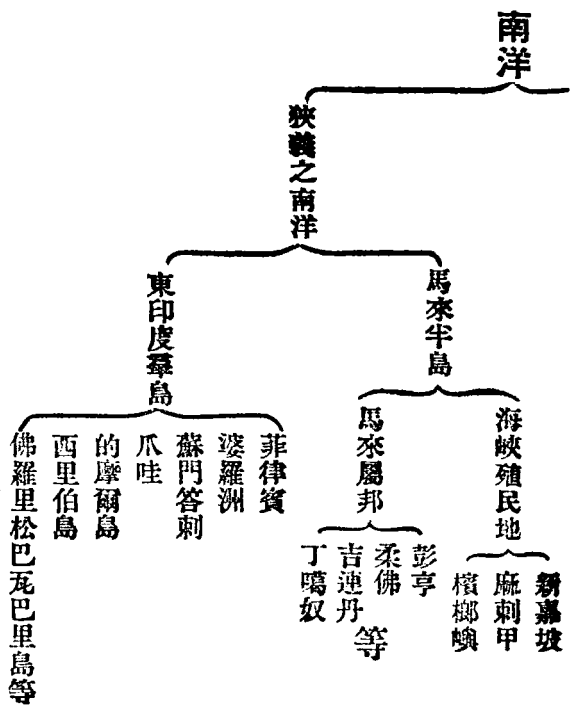 南洋
狹義之南洋
馬來半島
海峽殖民地
新嘉坡
麻剌甲
檳榔嶼
馬來屬邦
彭亨
柔佛
吉連丹
丁噶奴
等
東印度羣島
菲律賓
婆羅洲
蘇門答剌
爪哇
的摩爾島
西里伯島
佛羅里松巴瓦巴里島等